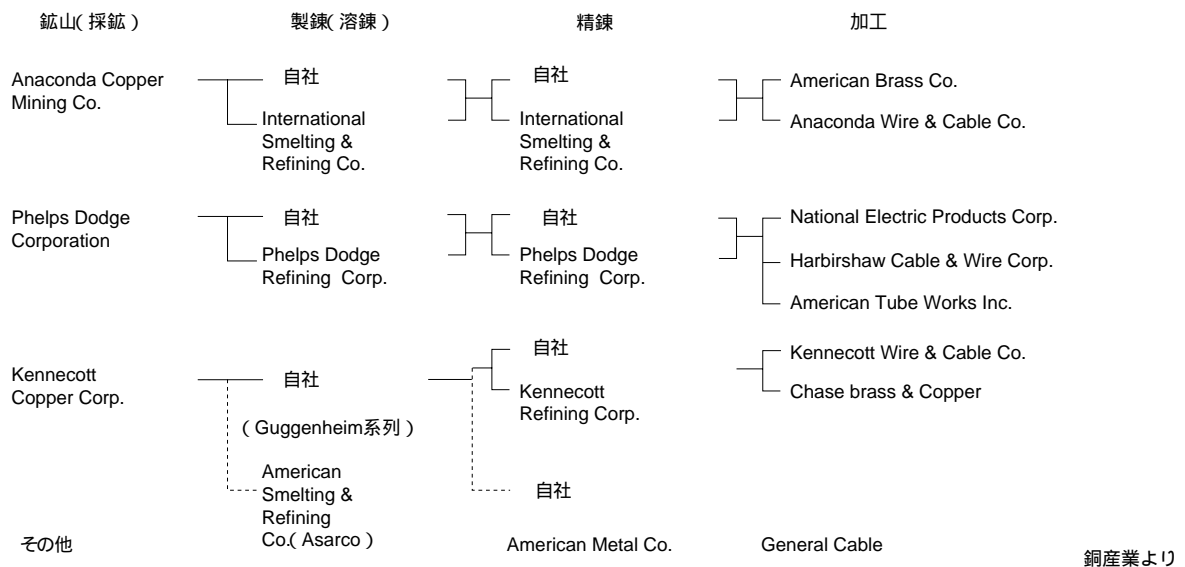 鉱山( 採鉱 )
製錬( 溶錬 )
精錬
加工
Anaconda Copper
Mining Co.
自社
International
Smelting &
Refining Co.
自社
International
Smelting &
Refining Co.
American Brass Co.
Anaconda Wire & Cable Co.
Phelps Dodge
Corporation
自社
Phelps Dodge
Refining Corp.
自社
Phelps Dodge
Refining Corp.
National Electric Products Corp.
Harbirshaw Cable & Wire Corp.
American Tube Works Inc.
Kennecott
Copper Corp.
自社
( Guggenheim系列 )
American
Smelting &
Refining
Co.( Asarco )
自社
Kennecott
Refining Corp.
自社
Kennecott Wire & Cable Co.
Chase brass & Copper
その他
American Metal Co.
General Cable
銅産業より